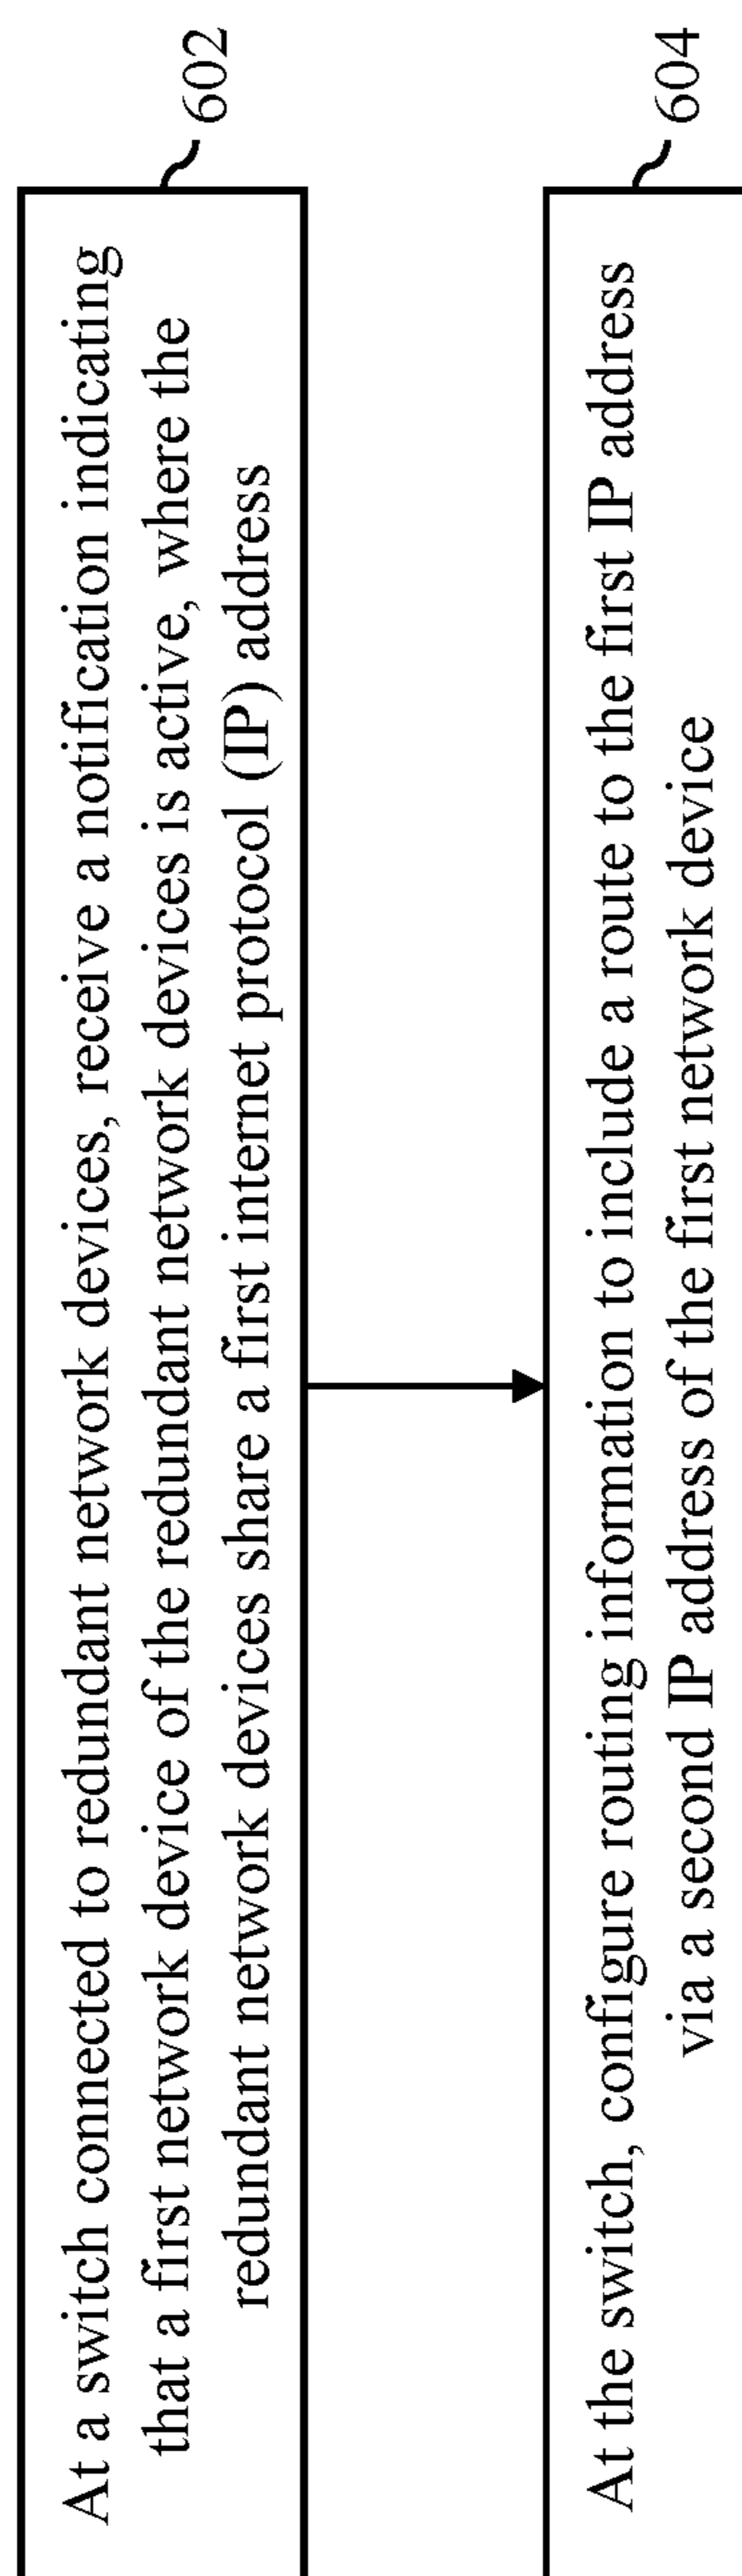 At a switch connected to redundant network devices, receive a notification indicating
that a first network device of the redundant network devices is active, where the
redundant network devices share a first internet protocol (IP) address
602
At the switch, configure routing information to include a route to the first IP address
via a second IP address of the first network device
604